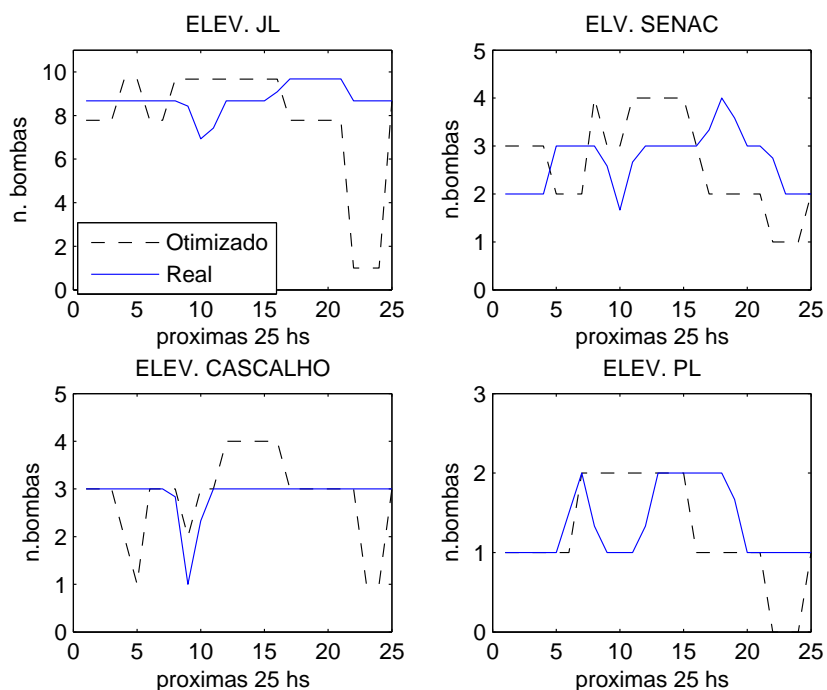 ELEV. JL
n. bombas
10
8
6
4
2
0
Otimizado
Real
0 5 10 15 20 25
proximas 25 hs
ELV. SENAC
n.bombas
5
4
3
2
1
0
0 5 10 15 20 25
proximas 25 hs
ELEV. CASCALHO
n.bombas
5
4
3
2
1
0
0 5 10 15 20 25
proximas 25 hs
ELEV. PL
n.bombas
3
2
1
0
0 5 10 15 20 25
proximas 25 hs